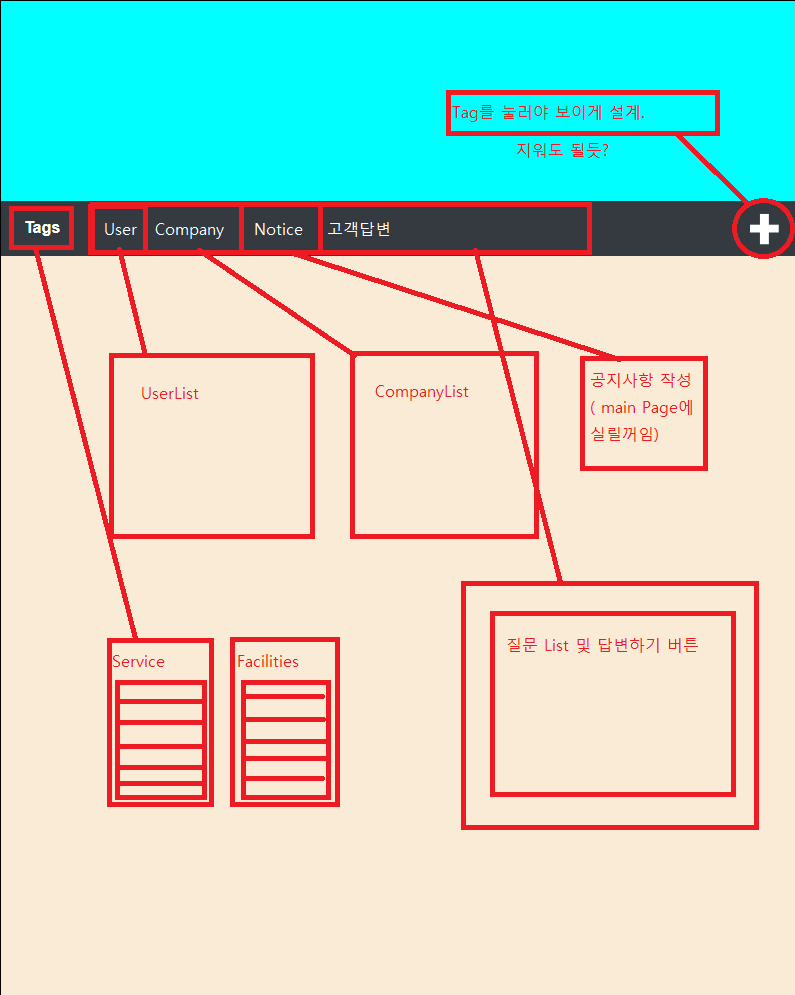 Tag를 눌러야 보이게 설계.
지워도 될듯?
Tags
User
Company
Notice
고객답변
UserList
CompanyList
공지사항 작성
( main Page에
실릴꺼임)
Service
Facilities
질문 List 및 답변하기 버튼